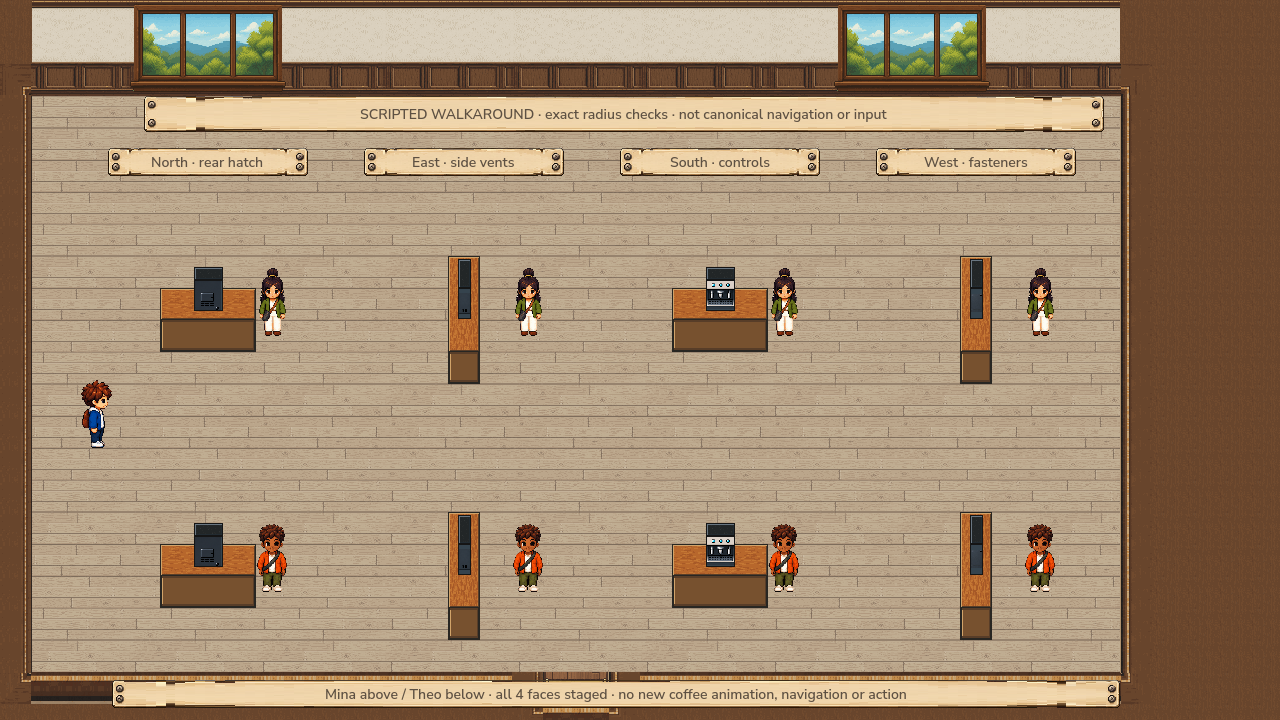 SCRIPTED WALKAROUND · exact radius checks · not canonical navigation or input
North · rear hatch
East · side vents
South · controls
West · fasteners
Mina above / Theo below · all 4 faces staged · no new coffee animation, navigation or action